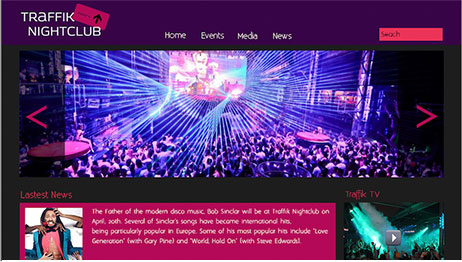 TRAFFIK
NIGHTCLUB
Home Events Media News
Seach
< >
Lastest News
Traffik TV
The Father of the modern disco music, Bob Sinclar will be at Traffik Nightclub on
April, 20th. Several of Sinclar's songs have became international hits,
being particularly popular in Europe. Some of his most popular hits include "Love
Generation" (with Gary Pine) and "World, Hold On" (with Steve Edwards).